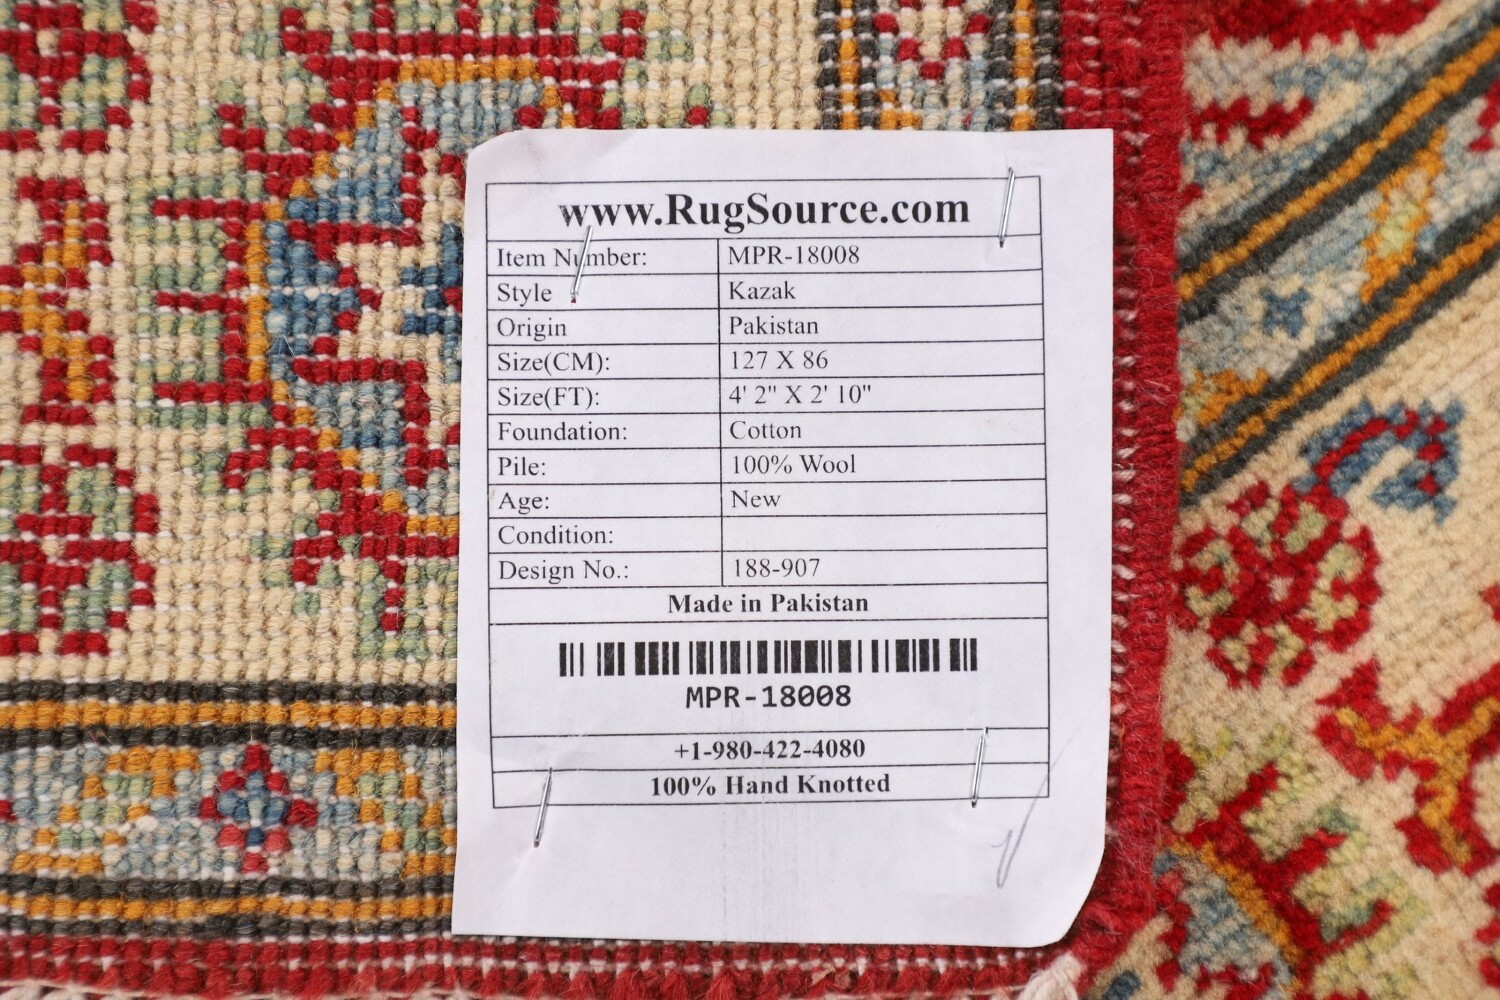 www.RugSource.com
Item Number: MPR-18008
Style Kazak
Origin Pakistan
Size(CM): 127 X 86
Size(FT): 4' 2" X 2' 10"
Foundation: Cotton
Pile: 100% Wool
Age: New
Condition:
Design No.: 188-907
Made in Pakistan
MPR-18008
+1-980-422-4080
100% Hand Knotted